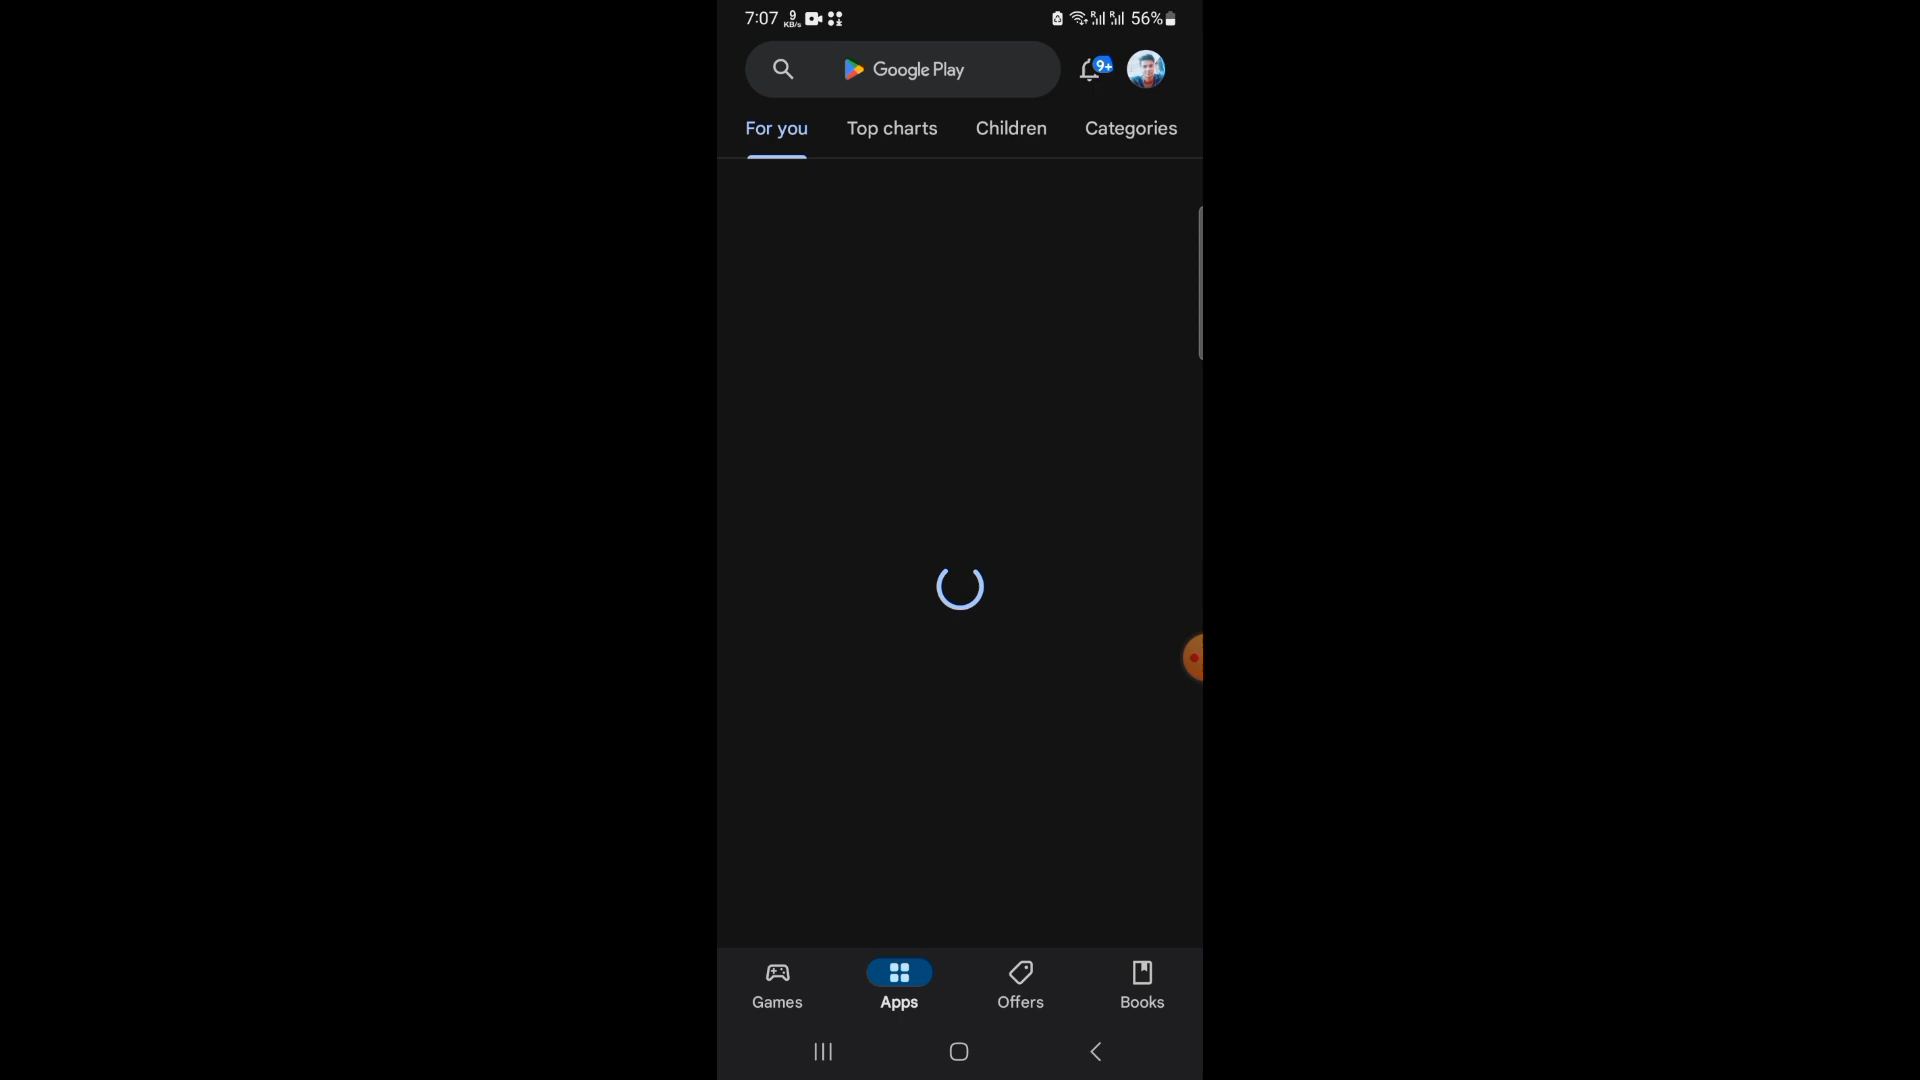 7:07 9 KB/s 56%
Google Play 9+
For you Top charts Children Categories
Games Apps Offers Books